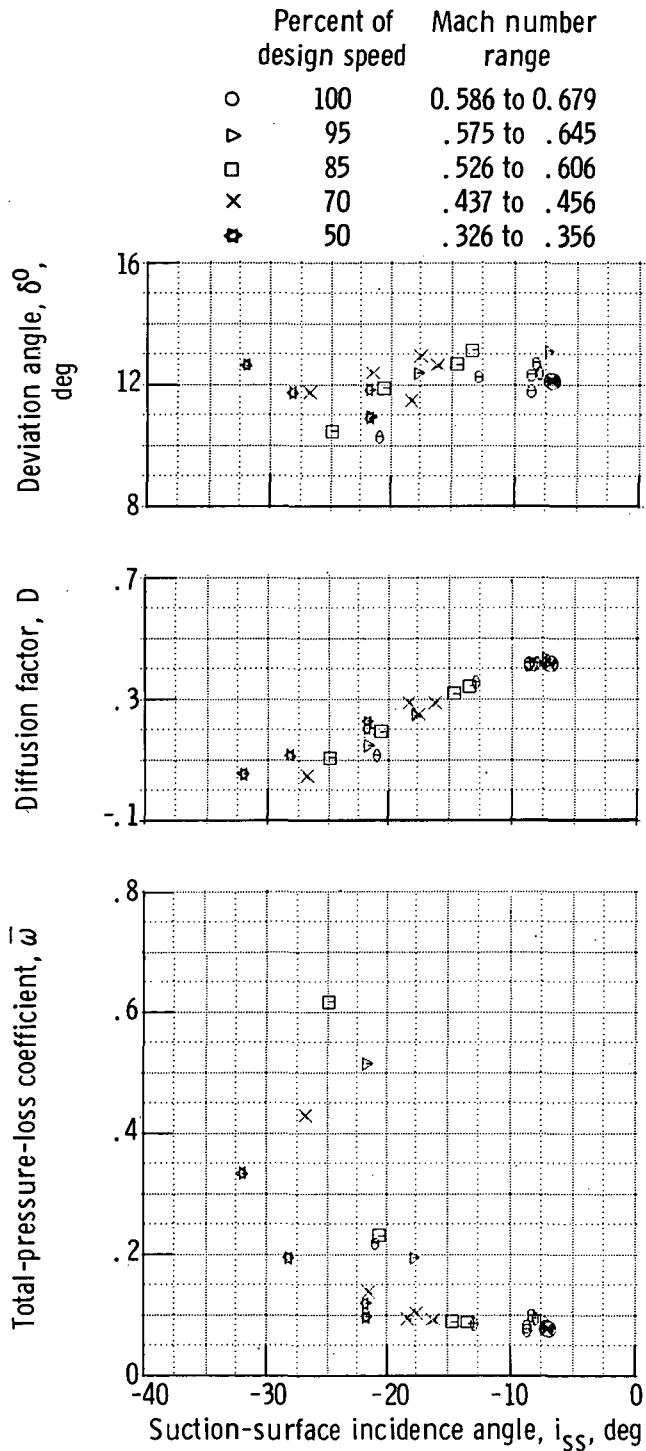 Percent of Mach number
design speed range
100 0.586 to 0.679
95 .575 to .645
85 .526 to .606
70 .437 to .456
50 .326 to .356
Deviation angle, δ°,
deg
16
12
8
Diffusion factor, D
.7
.3
-.1
Total-pressure-loss coefficient, ω̅
.8
.6
.4
.2
0
-40 -30 -20 -10 0
Suction-surface incidence angle, iss, deg